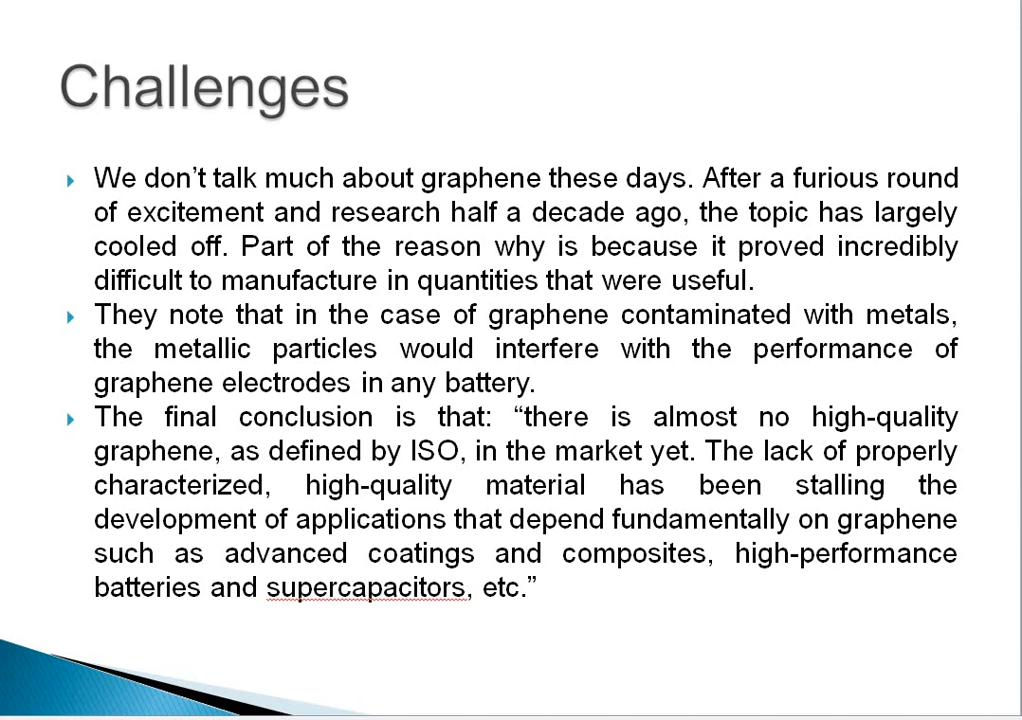 Challenges
We don’t talk much about graphene these days. After a furious round
of excitement and research half a decade ago, the topic has largely
cooled off. Part of the reason why is because it proved incredibly
difficult to manufacture in quantities that were useful.
They note that in the case of graphene contaminated with metals,
the metallic particles would interfere with the performance of
graphene electrodes in any battery.
The final conclusion is that: “there is almost no high-quality
graphene, as defined by ISO, in the market yet. The lack of properly
characterized, high-quality material has been stalling the
development of applications that depend fundamentally on graphene
such as advanced coatings and composites, high-performance
batteries and supercapacitors, etc.”